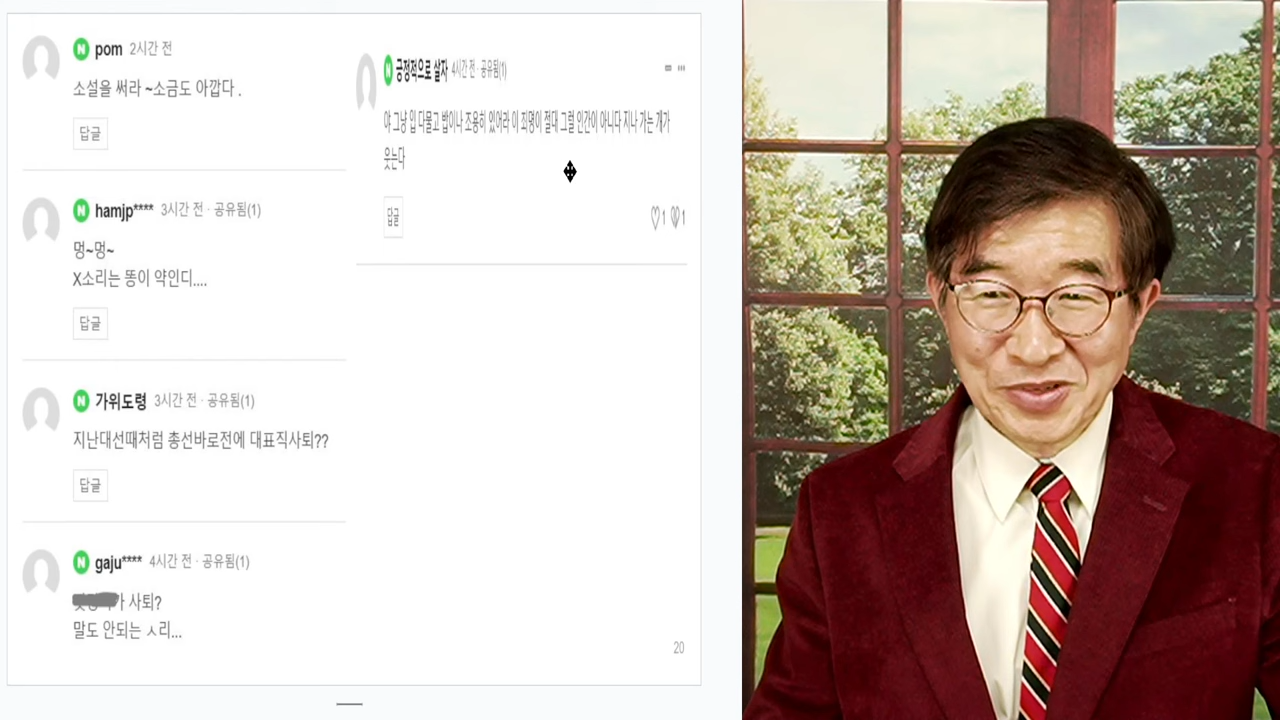 pom 2시간 전
소설을 써라 ~소금도 아깝다 .
답글
hamjp**** 3시간 전 · 공유됨(1)
멍~멍~
X소리는 똥이 약인디....
답글
가위도령 3시간 전 · 공유됨(1)
지난대선때처럼 총선바로전에 대표직사퇴??
답글
gaju**** 4시간 전 · 공유됨(1)
가 사퇴?
말도 안되는 ㅅ리...
긍정적으로 살자 4시간 전 · 공유됨(1)
야 그냥 입 다물고 밥이나 조용히 있어라 이 죄명이 절대 그럴 인간이 아니다 지나 가는 개가
웃는다
답글
1 1
20